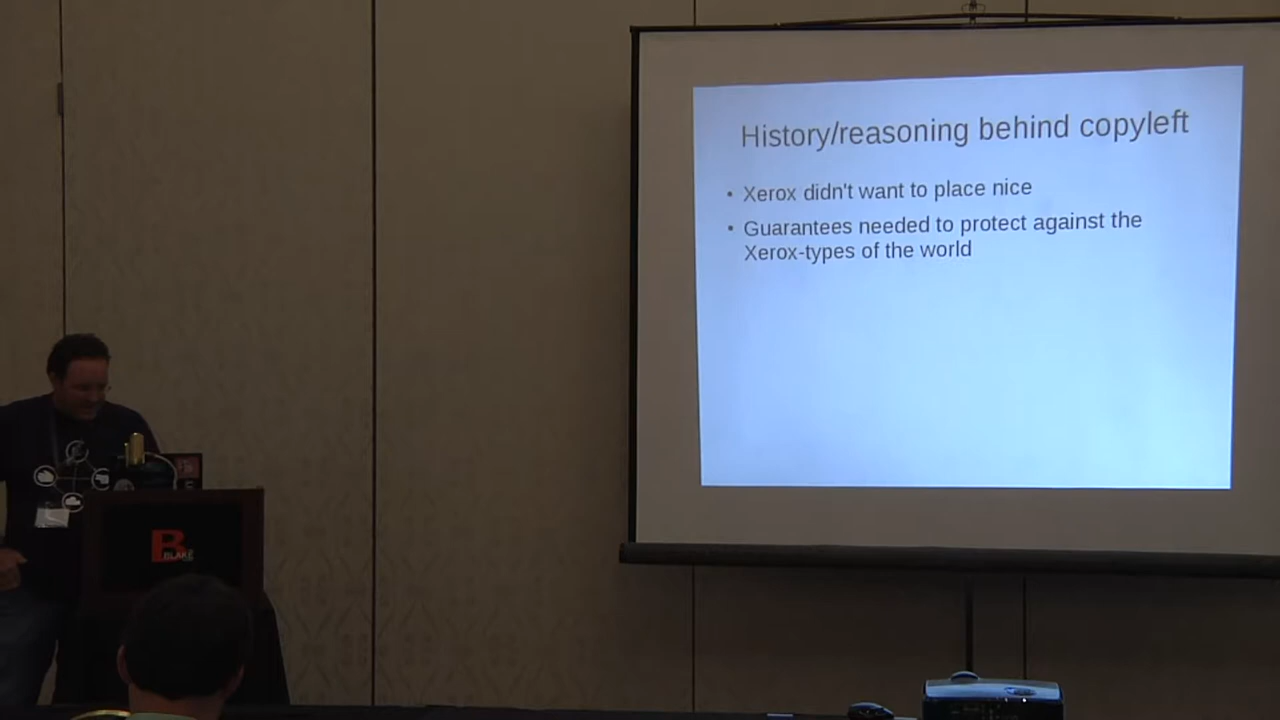 History/reasoning behind copyleft
• Xerox didn't want to place nice
• Guarantees needed to protect against the
Xerox-types of the world
B
BLAKE